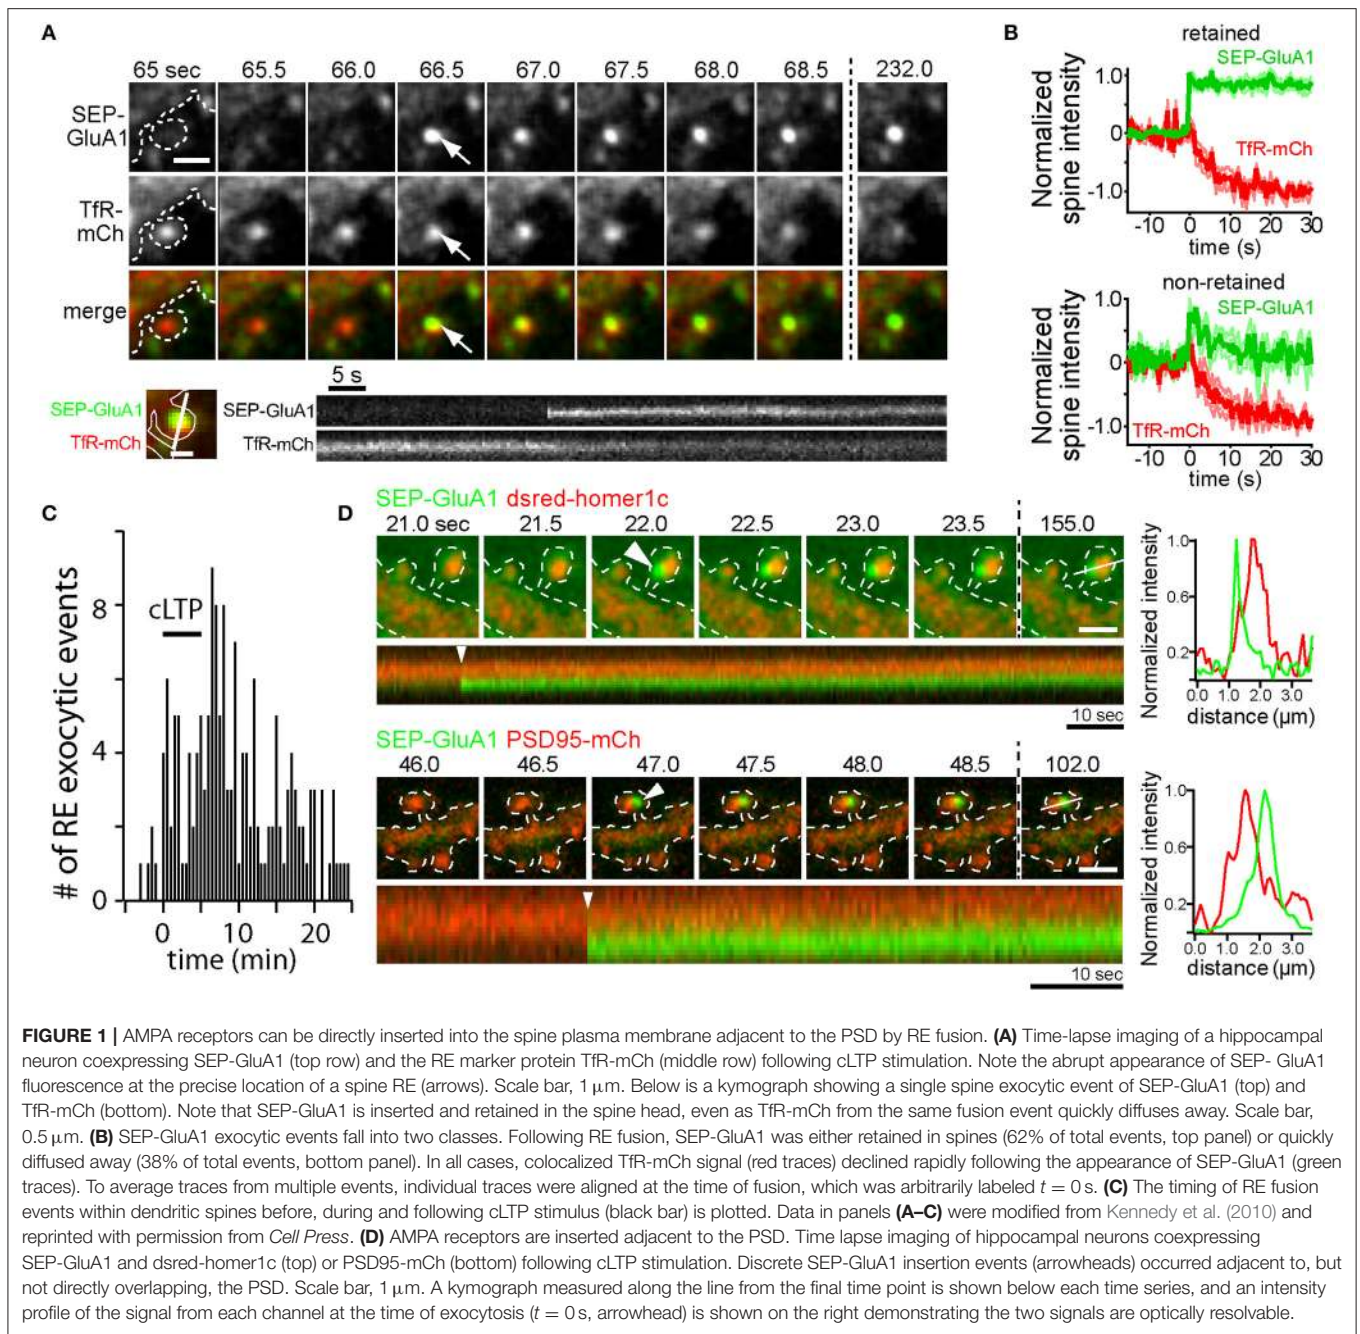 A
65 sec 65.5 66.0 66.5 67.0 67.5 68.0 68.5 232.0
SEP-
GluA1
TfR-
mCh
merge
5 s
SEP-GluA1
TfR-mCh
SEP-GluA1
TfR-mCh
B
retained
SEP-GluA1
TfR-mCh
Normalized
spine intensity
1.0
0
-1.0
-10 0 10 20 30
time (s)
non-retained
SEP-GluA1
TfR-mCh
Normalized
spine intensity
1.0
0
-1.0
-10 0 10 20 30
time (s)
C
# of RE exocytic events
cLTP
8
4
0
0 10 20
time (min)
D
SEP-GluA1 dsred-homer1c
21.0 sec 21.5 22.0 22.5 23.0 23.5 155.0
10 sec
Normalized intensity
1.0
0.6
0.2
0.0 1.0 2.0 3.0
distance (µm)
SEP-GluA1 PSD95-mCh
46.0 46.5 47.0 47.5 48.0 48.5 102.0
10 sec
Normalized intensity
1.0
0.6
0.2
0.0 1.0 2.0 3.0
distance (µm)
FIGURE 1 | AMPA receptors can be directly inserted into the spine plasma membrane adjacent to the PSD by RE fusion. (A) Time-lapse imaging of a hippocampal
neuron coexpressing SEP-GluA1 (top row) and the RE marker protein TfR-mCh (middle row) following cLTP stimulation. Note the abrupt appearance of SEP- GluA1
fluorescence at the precise location of a spine RE (arrows). Scale bar, 1 µm. Below is a kymograph showing a single spine exocytic event of SEP-GluA1 (top) and
TfR-mCh (bottom). Note that SEP-GluA1 is inserted and retained in the spine head, even as TfR-mCh from the same fusion event quickly diffuses away. Scale bar,
0.5 µm. (B) SEP-GluA1 exocytic events fall into two classes. Following RE fusion, SEP-GluA1 was either retained in spines (62% of total events, top panel) or quickly
diffused away (38% of total events, bottom panel). In all cases, colocalized TfR-mCh signal (red traces) declined rapidly following the appearance of SEP-GluA1 (green
traces). To average traces from multiple events, individual traces were aligned at the time of fusion, which was arbitrarily labeled t = 0 s. (C) The timing of RE fusion
events within dendritic spines before, during and following cLTP stimulus (black bar) is plotted. Data in panels (A–C) were modified from Kennedy et al. (2010) and
reprinted with permission from Cell Press. (D) AMPA receptors are inserted adjacent to the PSD. Time lapse imaging of hippocampal neurons coexpressing
SEP-GluA1 and dsred-homer1c (top) or PSD95-mCh (bottom) following cLTP stimulation. Discrete SEP-GluA1 insertion events (arrowheads) occurred adjacent to, but
not directly overlapping, the PSD. Scale bar, 1 µm. A kymograph measured along the line from the final time point is shown below each time series, and an intensity
profile of the signal from each channel at the time of exocytosis (t = 0 s, arrowhead) is shown on the right demonstrating the two signals are optically resolvable.